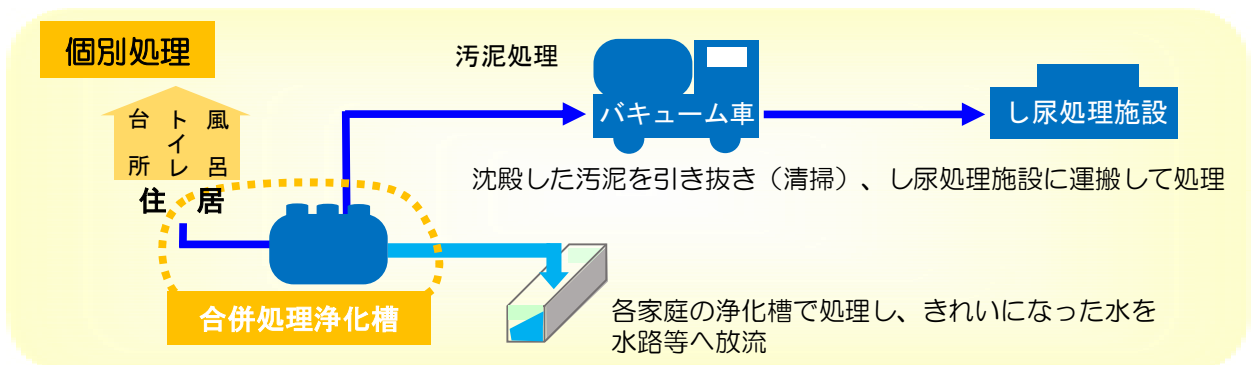 個別処理
汚泥処理
台所
トイレ
風呂
住居
バキューム車
し尿処理施設
沈殿した汚泥を引き抜き（清掃）、し尿処理施設に運搬して処理
合併処理浄化槽
各家庭の浄化槽で処理し、きれいになった水を
水路等へ放流